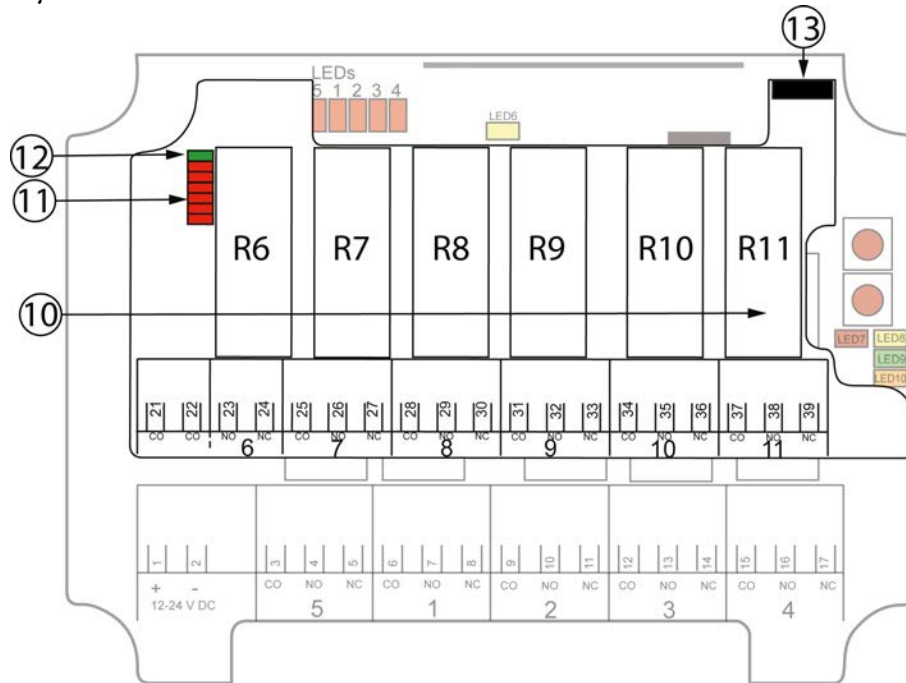 13
LEDs
5 1 2 3 4
LED6
12
11
R6 R7 R8 R9 R10 R11
10
LED7 LED8
LED9
LED10
21 22 23 24 25 26 27 28 29 30 31 32 33 34 35 36 37 38 39
CO CO NO NC CO NO NC CO NO NC CO NO NC CO NO NC CO NO NC
6 7 8 9 10 11
1 2 3 4 5 6 7 8 9 10 11 12 13 14 15 16 17
+ - CO NO NC CO NO NC CO NO NC CO NO NC CO NO NC
12-24 V DC 5 1 2 3 4